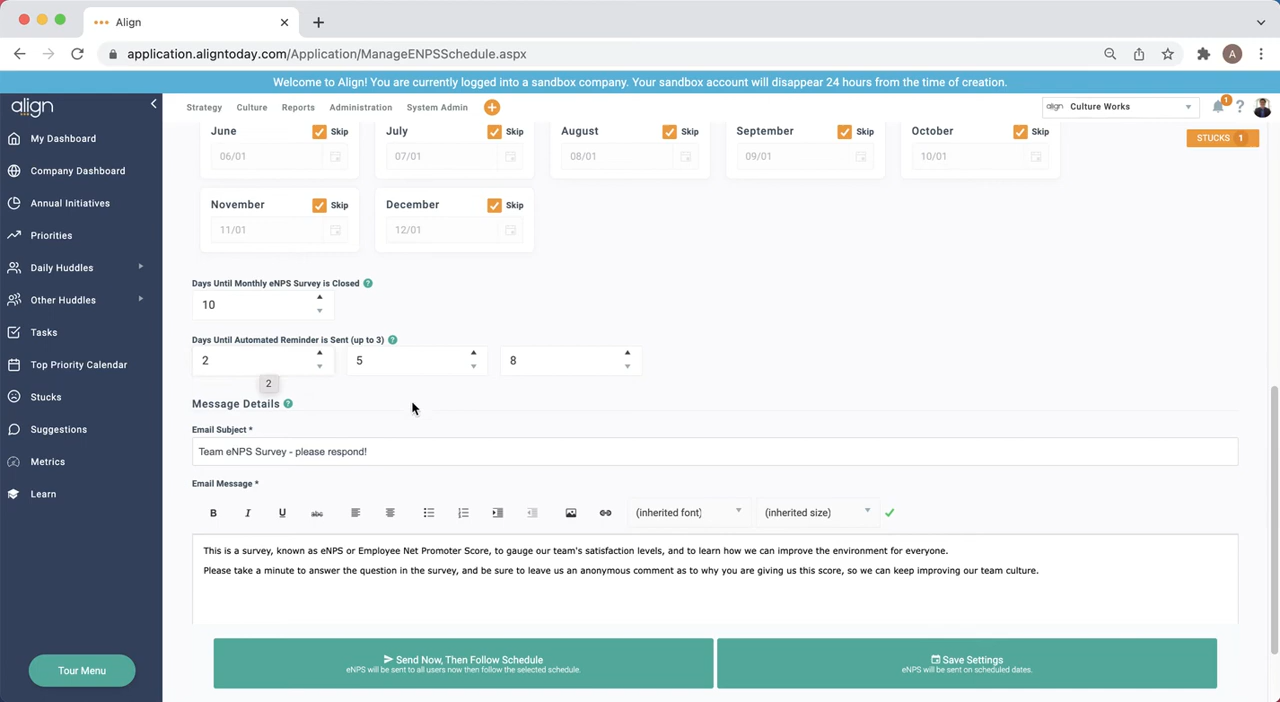 Align
application.aligntoday.com/Application/ManageENPSSchedule.aspx
A
Welcome to Align! You are currently logged into a sandbox company. Your sandbox account will disappear 24 hours from the time of creation.
align
Strategy Culture Reports Administration System Admin
align Culture Works
1
STUCKS 1
My Dashboard
Company Dashboard
Annual Initiatives
Priorities
Daily Huddles
Other Huddles
Tasks
Top Priority Calendar
Stucks
Suggestions
Metrics
Learn
Tour Menu
June Skip July Skip August Skip September Skip October Skip
06/01 07/01 08/01 09/01 10/01
November Skip December Skip
11/01 12/01
Days Until Monthly eNPS Survey is Closed ?
10
Days Until Automated Reminder is Sent (up to 3) ?
2 5 8
2
Message Details ?
Email Subject *
Team eNPS Survey - please respond!
Email Message *
B I U abc (inherited font) (inherited size)
This is a survey, known as eNPS or Employee Net Promoter Score, to gauge our team's satisfaction levels, and to learn how we can improve the environment for everyone.
Please take a minute to answer the question in the survey, and be sure to leave us an anonymous comment as to why you are giving us this score, so we can keep improving our team culture.
Send Now, Then Follow Schedule
eNPS will be sent to all users now then follow the selected schedule.
Save Settings
eNPS will be sent on scheduled dates.